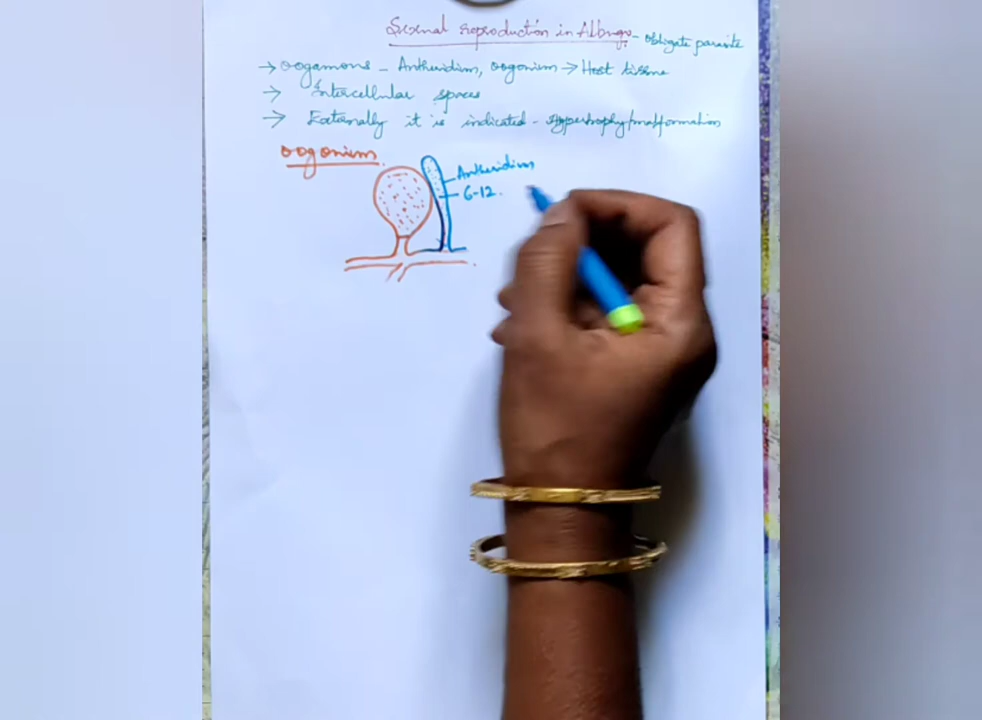 Sexual reproduction in Albugo - obligate parasite
→ Oogamous - Antheridium, oogonium → Host tissue
→ Intercellular spaces
→ Externally it is indicated - Hypertrophy/malformation
Oogonium
Antheridium
6-12.